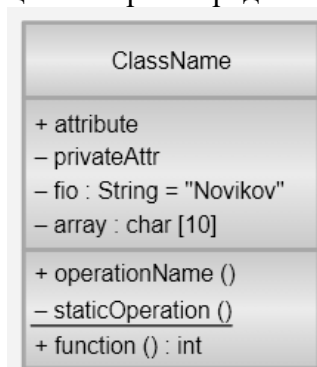 ClassName
+ attribute
– privateAttr
– fio : String = "Novikov"
– array : char [10]
+ operationName ()
– staticOperation ()
+ function () : int